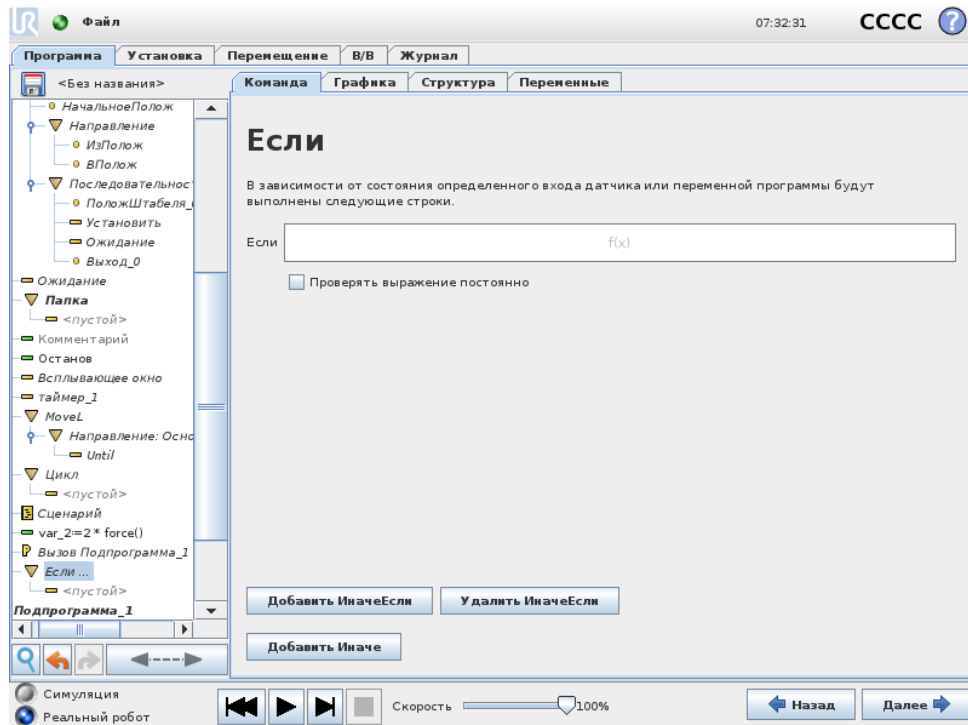 UR Файл 07:32:31 CCCC ?
Программа Установка Перемещение В/В Журнал
<Без названия> Команда Графика Структура Переменные
НачальноеПолож
Направление
ИзПолож
ВПолож
Последовательнос
ПоложШтабеля_
Установить
Ожидание
Выход_0
Ожидание
Папка
<пустой>
Комментарий
Останов
Всплывающее окно
таймер_1
MoveL
Направление: Осно
Until
Цикл
<пустой>
Сценарий
var_2:=2 * force()
Вызов Подпрограмма_1
Если ...
<пустой>
Подпрограмма_1
Если
В зависимости от состояния определенного входа датчика или переменной программы будут
выполнены следующие строки.
Если f(x)
Проверять выражение постоянно
Добавить ИначеЕсли Удалить ИначеЕсли
Добавить Иначе
Симуляция
Реальный робот
Скорость 100%
Назад Далее